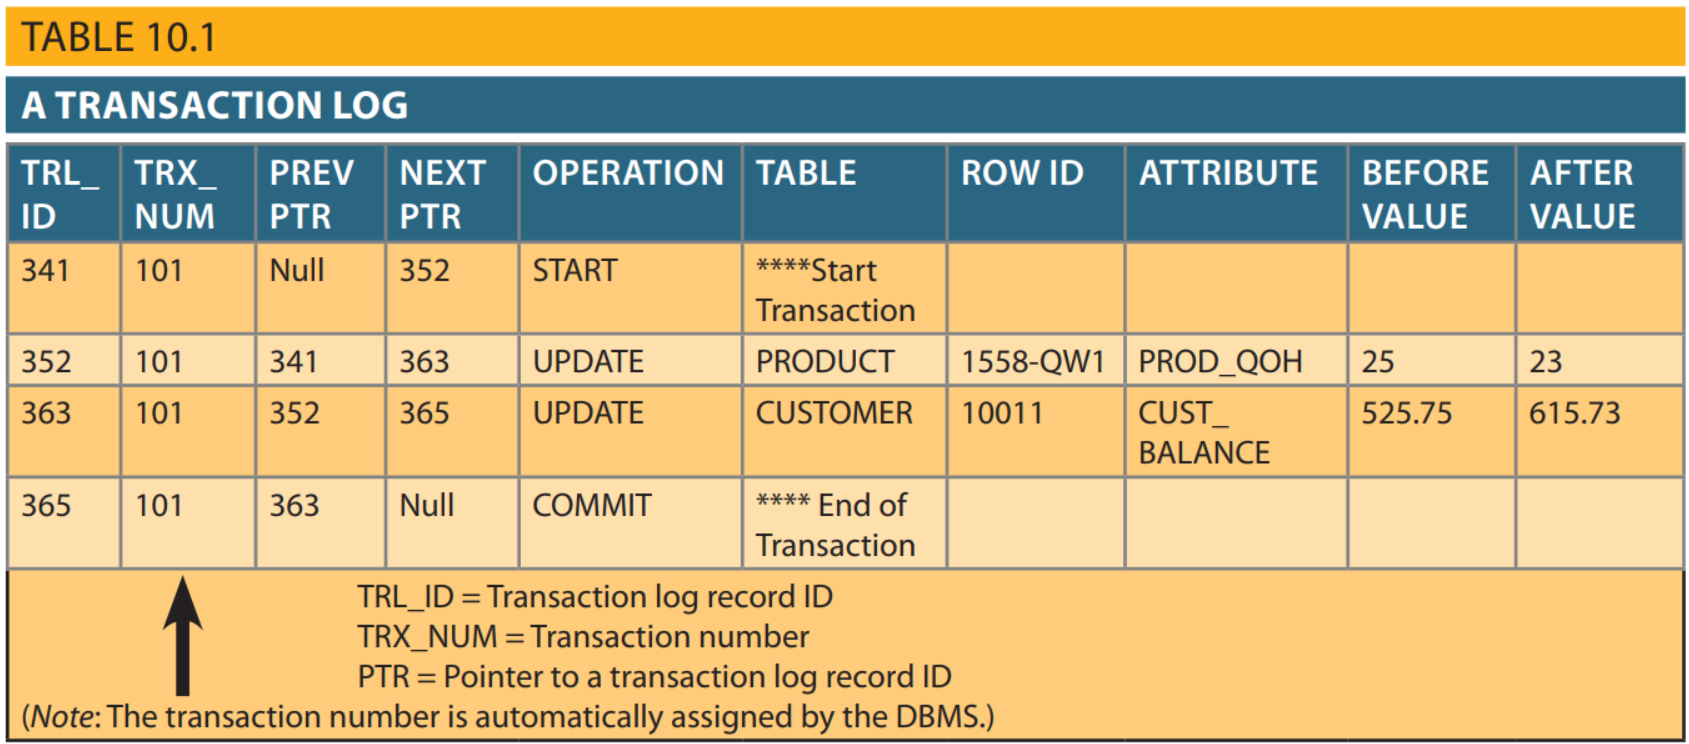 TABLE 10.1
A TRANSACTION LOG
TRL_ TRX_ PREV NEXT OPERATION TABLE ROW ID ATTRIBUTE BEFORE AFTER
ID NUM PTR PTR VALUE VALUE
341 101 Null 352 START ****Start
Transaction
352 101 341 363 UPDATE PRODUCT 1558-QW1 PROD_QOH 25 23
363 101 352 365 UPDATE CUSTOMER 10011 CUST_ 525.75 615.73
BALANCE
365 101 363 Null COMMIT **** End of
Transaction
TRL_ID = Transaction log record ID
TRX_NUM = Transaction number
PTR = Pointer to a transaction log record ID
(Note: The transaction number is automatically assigned by the DBMS.)